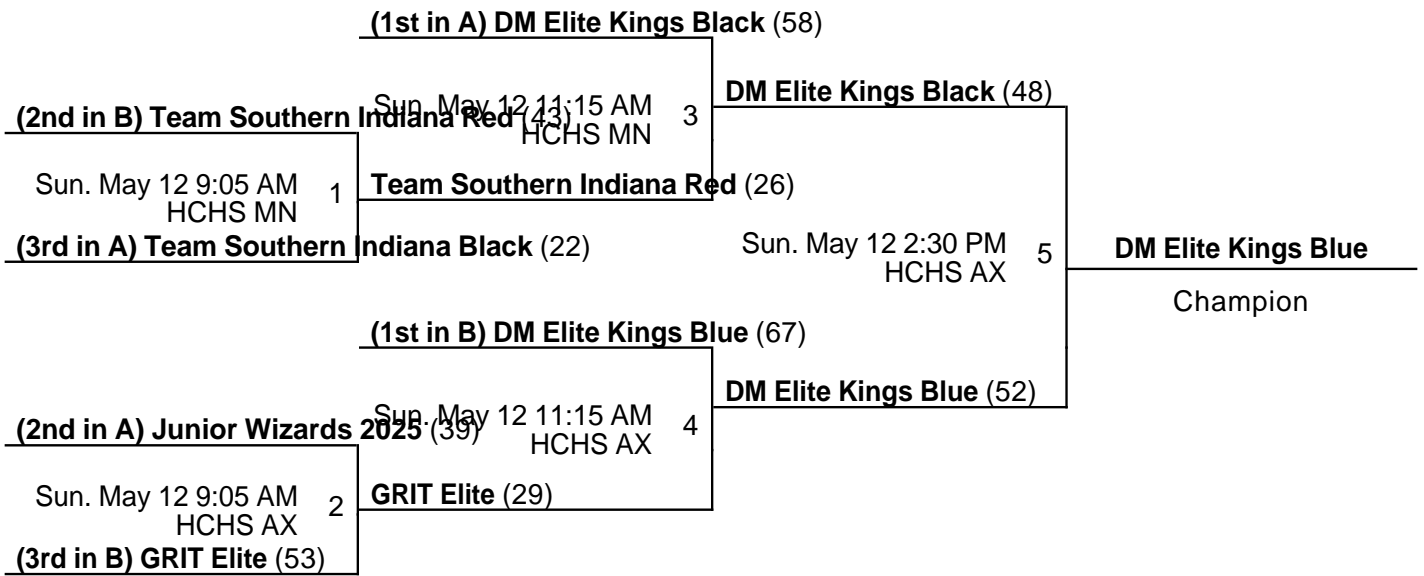 (1st in A) DM Elite Kings Black (58)
Sun. May 12 11:15 AM
HCHS MN
3
DM Elite Kings Black (48)
(2nd in B) Team Southern Indiana Red (43)
Sun. May 12 9:05 AM
HCHS MN
1
Team Southern Indiana Red (26)
(3rd in A) Team Southern Indiana Black (22)
Sun. May 12 2:30 PM
HCHS AX
5
DM Elite Kings Blue
Champion
(1st in B) DM Elite Kings Blue (67)
Sun. May 12 11:15 AM
HCHS AX
4
DM Elite Kings Blue (52)
(2nd in A) Junior Wizards 2025 (39)
Sun. May 12 9:05 AM
HCHS AX
2
GRIT Elite (29)
(3rd in B) GRIT Elite (53)